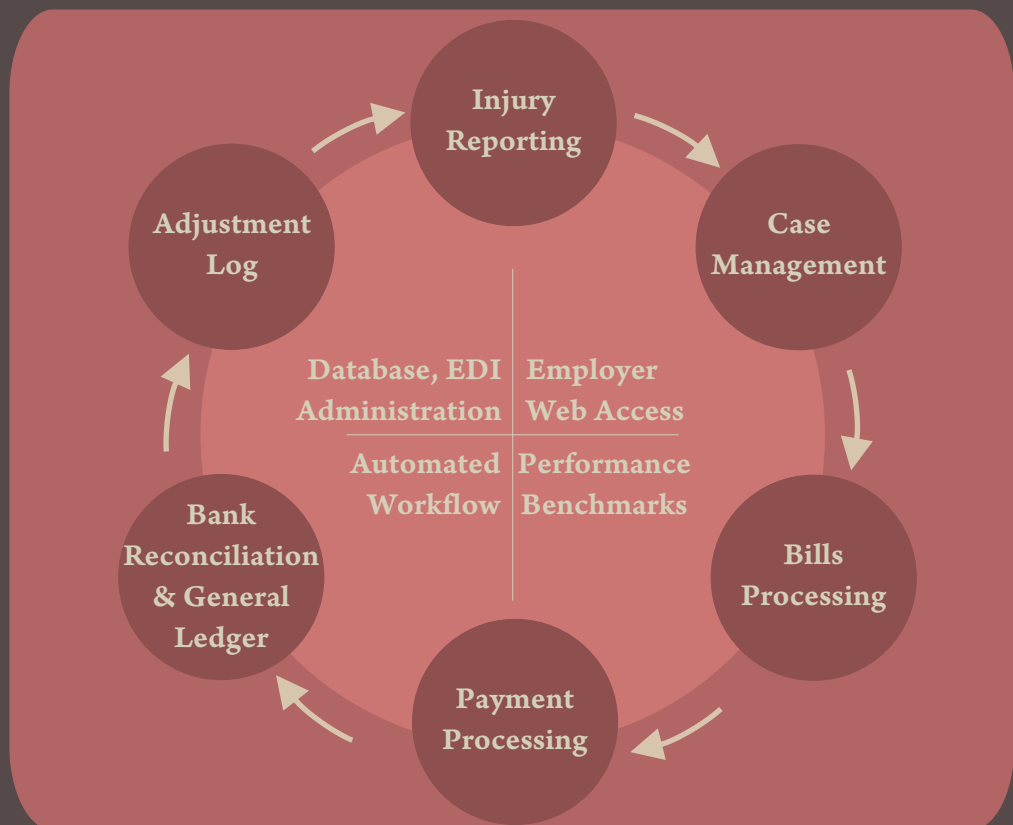 Injury
Reporting
Case
Management
Bills
Processing
Payment
Processing
Bank
Reconciliation
& General
Ledger
Adjustment
Log
Database, EDI
Administration
Employer
Web Access
Automated
Workflow
Performance
Benchmarks